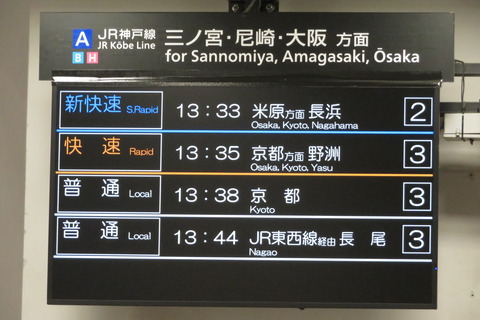 A JR神戸線 三ノ宮・尼崎・大阪 方面
JR Kōbe Line for Sannomiya, Amagasaki, Ōsaka
B H
新快速 S.Rapid 13:33 米原方面 長浜 2
Osaka, Kyoto, Nagahama
快速 Rapid 13:35 京都方面 野洲 3
Osaka, Kyoto, Yasu
普通 Local 13:38 京都 3
Kyoto
普通 Local 13:44 JR東西線経由 長尾 3
Nagao